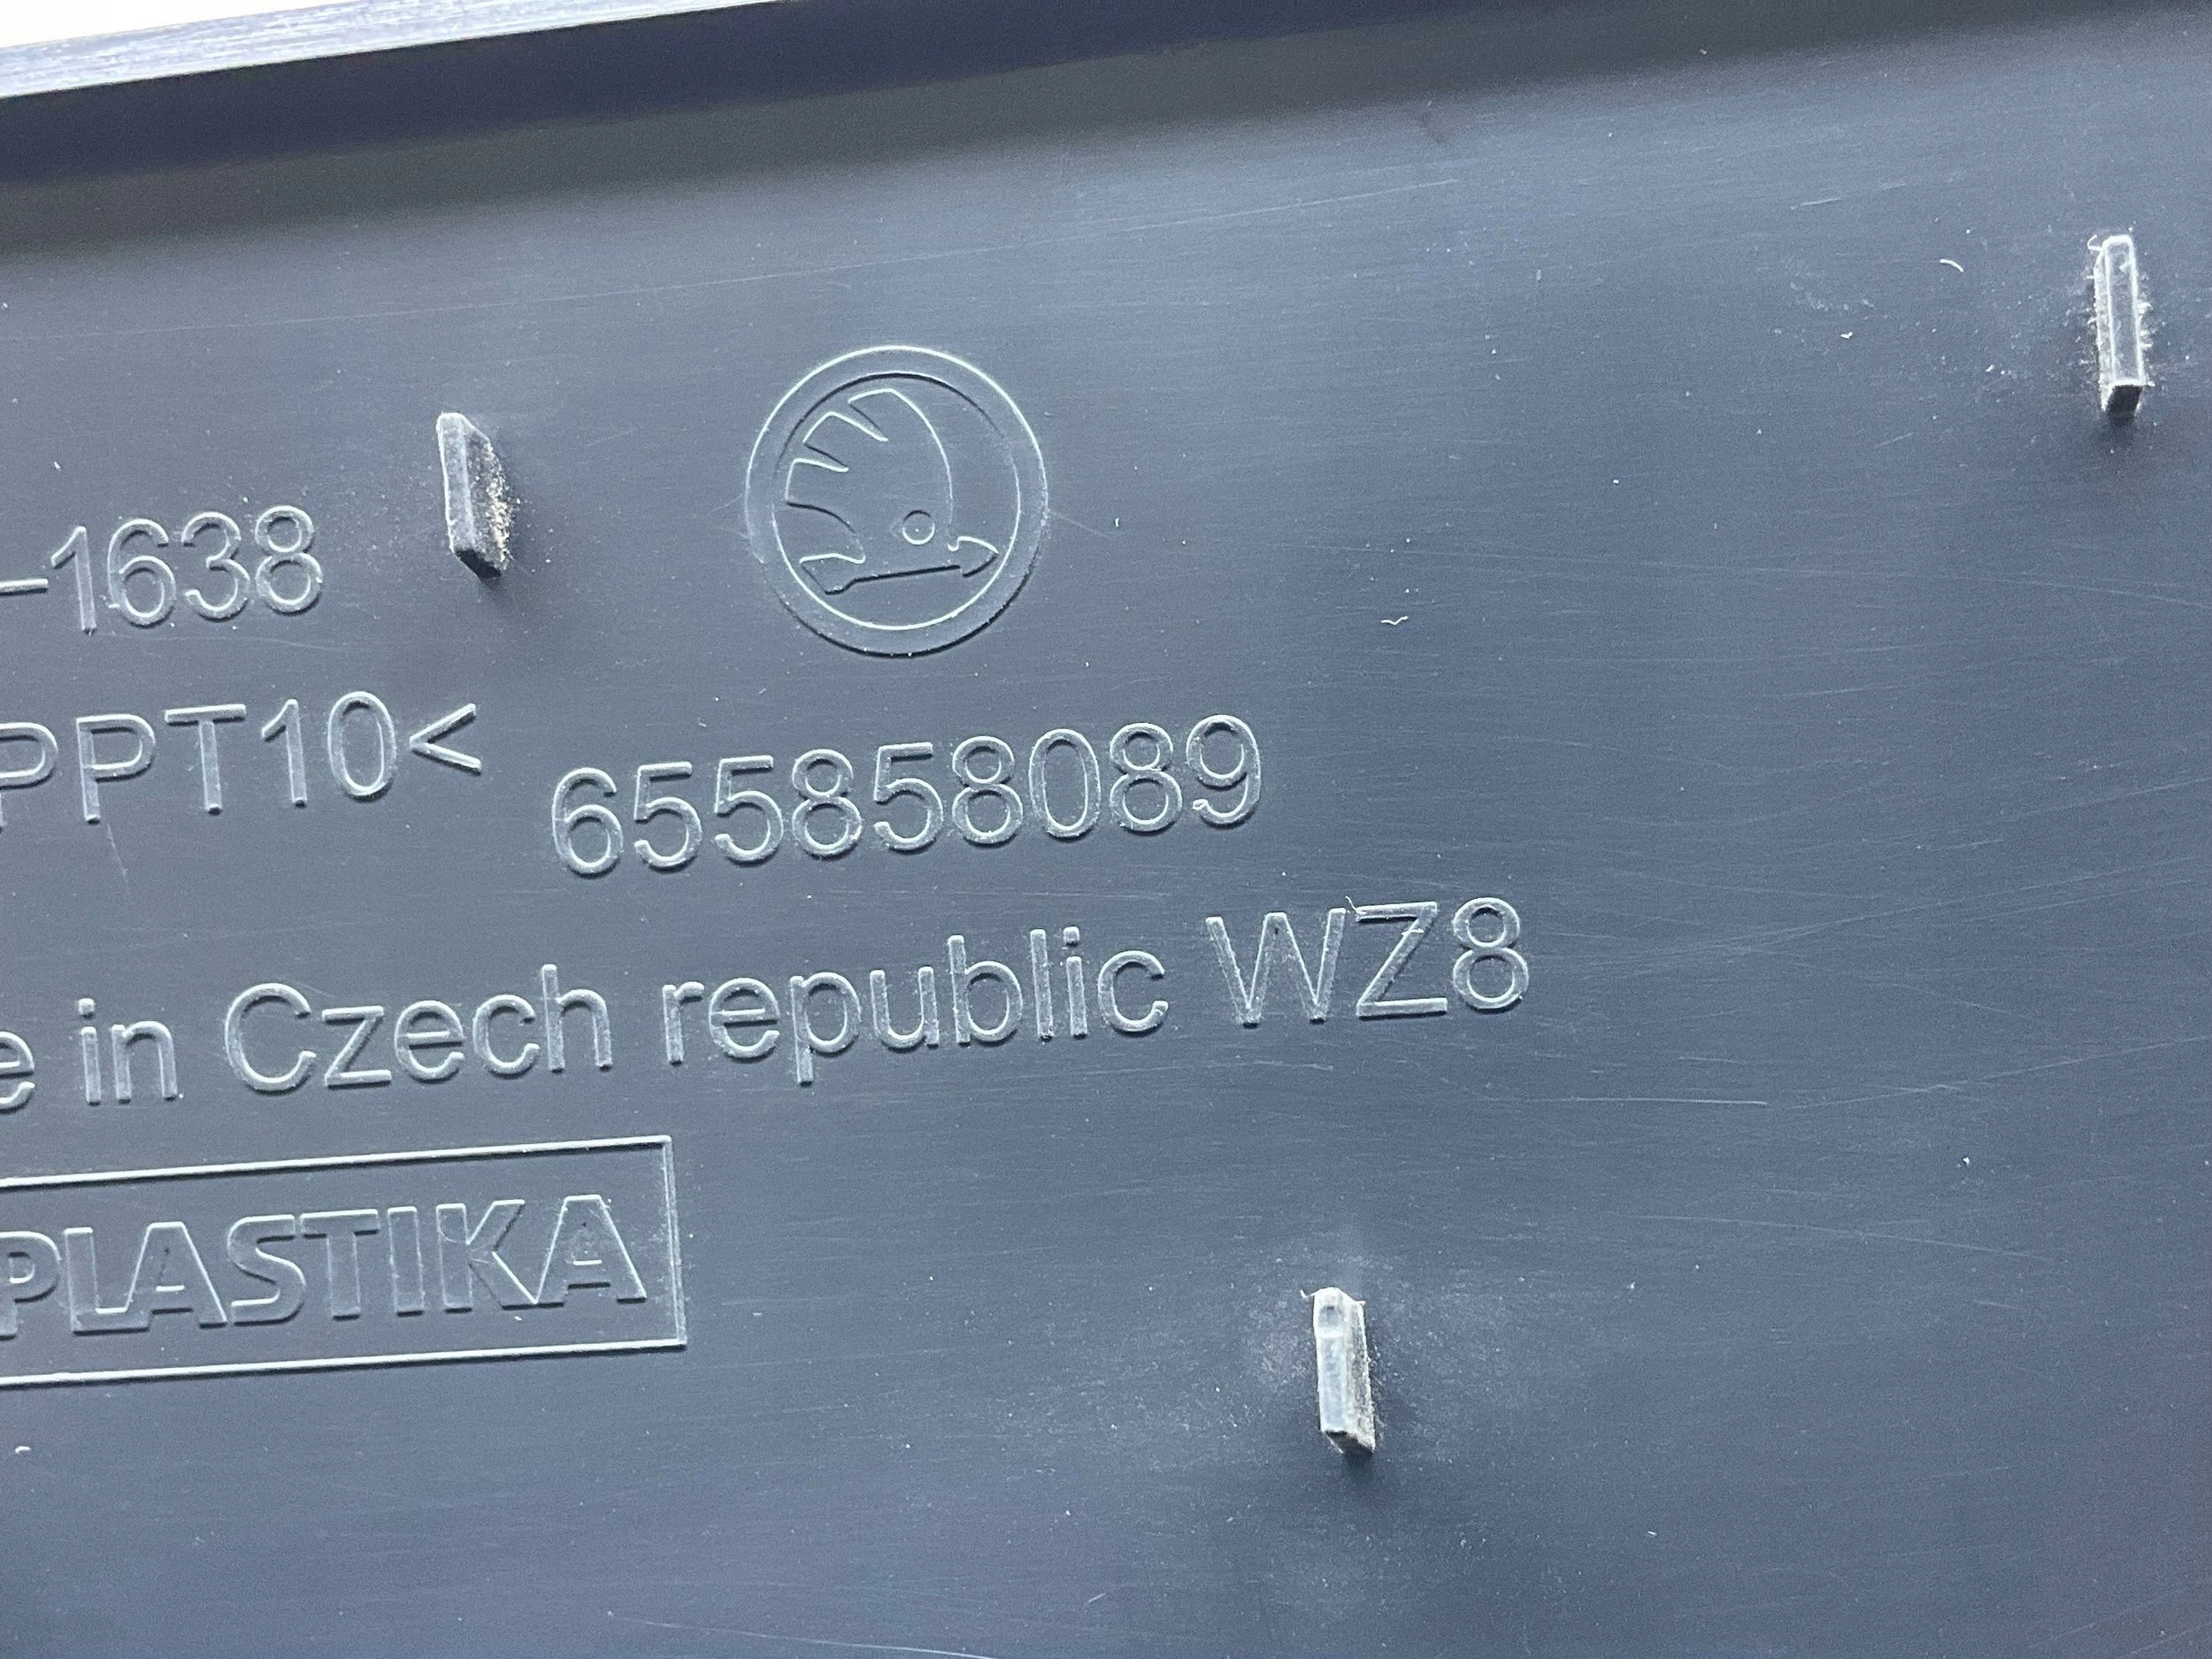 -1638
PPT10<
655858089
e in Czech republic WZ8
PLASTIKA